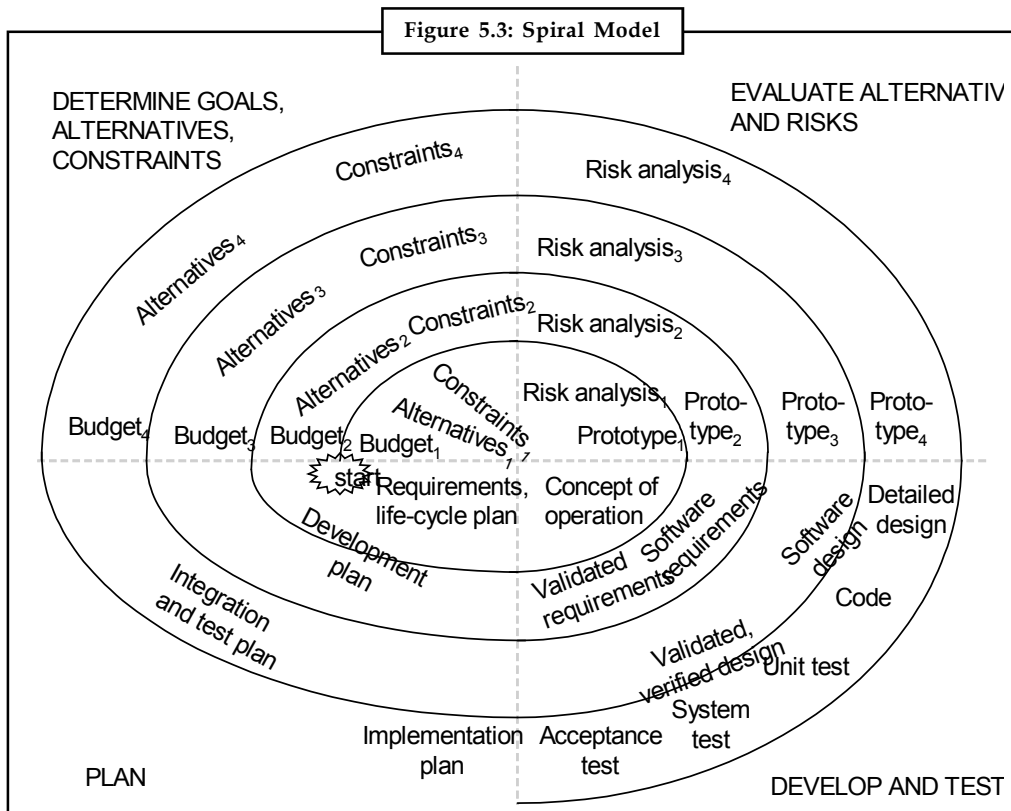 Figure 5.3: Spiral Model
DETERMINE GOALS,
ALTERNATIVES,
CONSTRAINTS
EVALUATE ALTERNATIV
AND RISKS
Constraints₄
Risk analysis₄
Alternatives₄
Constraints₃
Risk analysis₃
Alternatives₃
Constraints₂
Risk analysis₂
Alternatives₂
Constraints₁
Risk analysis₁
Alternatives₁
Budget₄
Budget₃
Budget₂
Budget₁
Prototype₁
Proto-
type₂
Proto-
type₃
Proto-
type₄
start
Requirements,
life-cycle plan
Concept of
operation
Software
requirements
Software
design
Detailed
design
Development
plan
Validated
requirements
Code
Integration
and test plan
Validated,
verified design
Unit test
System
test
Implementation
plan
Acceptance
test
PLAN
DEVELOP AND TEST